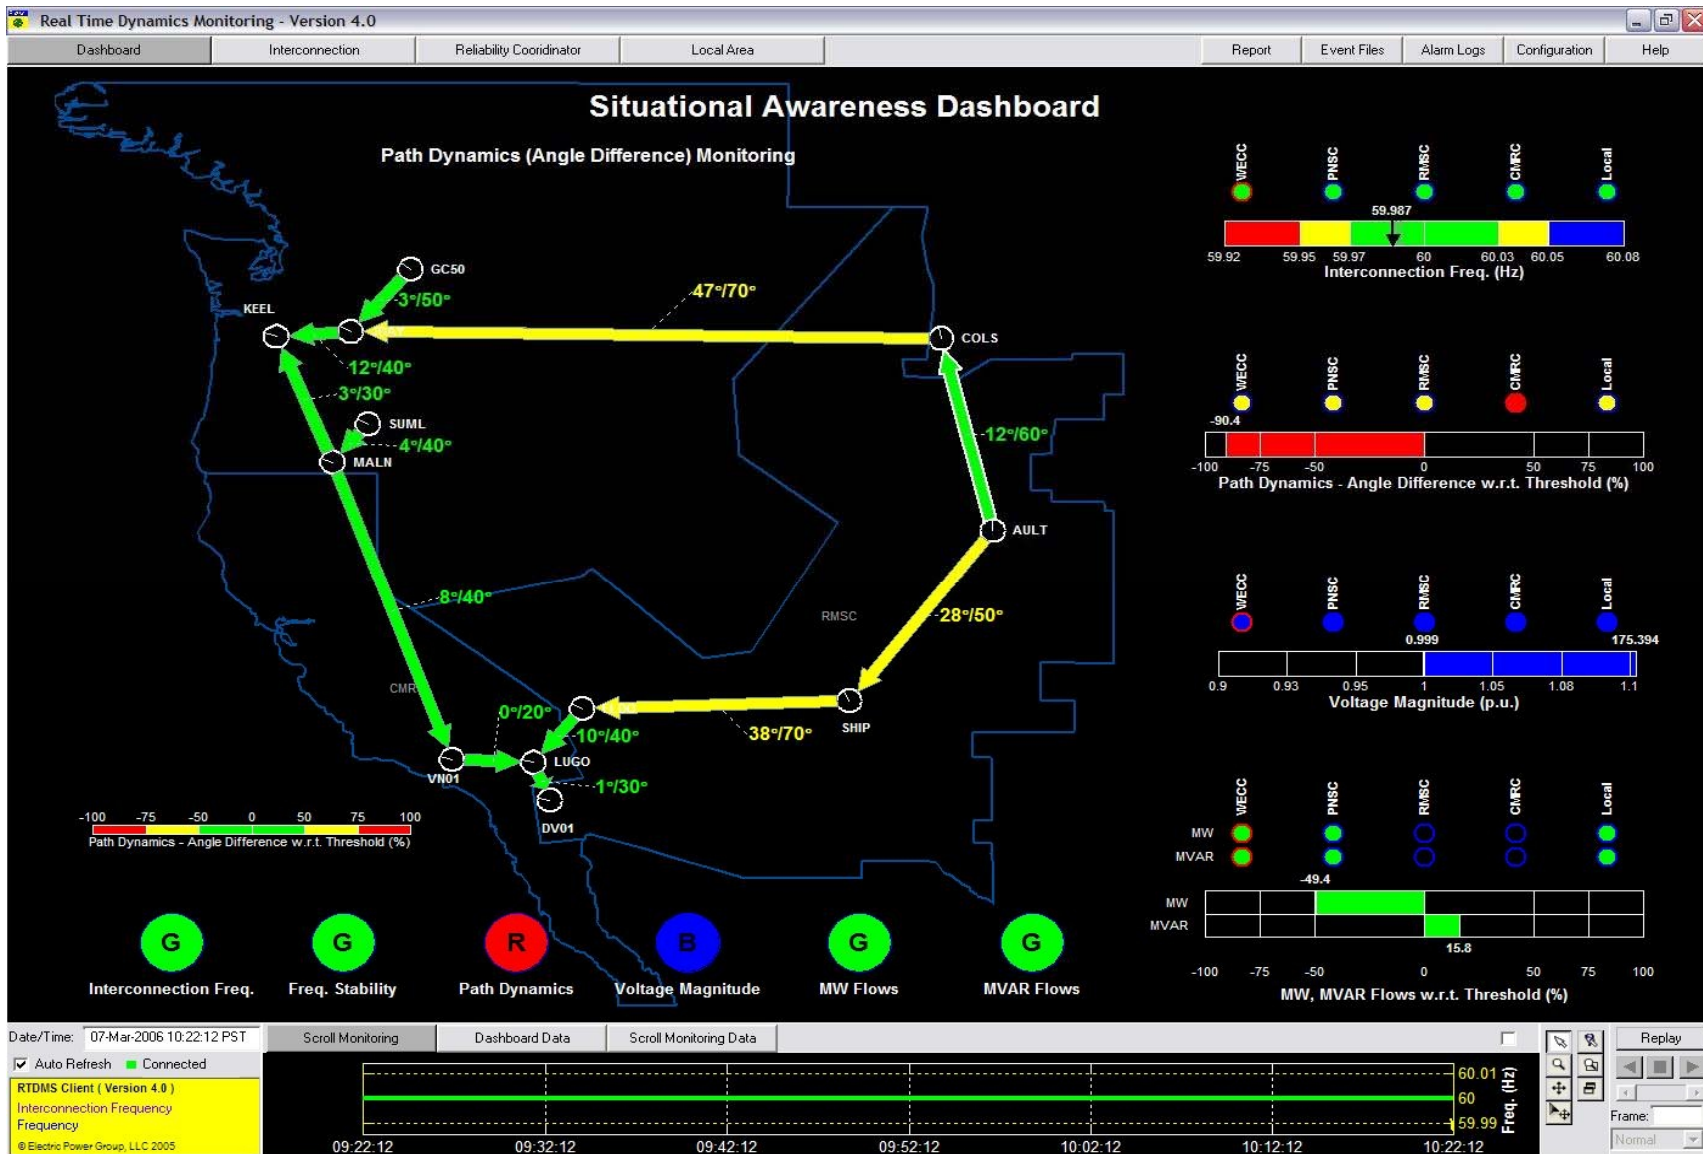 Real Time Dynamics Monitoring - Version 4.0
Dashboard
Interconnection
Reliability Cooridinator
Local Area
Report
Event Files
Alarm Logs
Configuration
Help
Situational Awareness Dashboard
Path Dynamics (Angle Difference) Monitoring
GC50
3°/50°
47°/70°
KEEL
COLS
12°/40°
3°/30°
SUML
4°/40°
MALN
12°/60°
AULT
8°/40°
RMSC
28°/50°
CMR
0°/20°
10°/40°
38°/70°
SHIP
LUGO
VN01
1°/30°
DV01
-100 -75 -50 0 50 75 100
Path Dynamics - Angle Difference w.r.t. Threshold (%)
G G R B G G
Interconnection Freq. Freq. Stability Path Dynamics Voltage Magnitude MW Flows MVAR Flows
WECC PNSC RMSC CMRC Local
59.987
59.92 59.95 59.97 60 60.03 60.05 60.08
Interconnection Freq. (Hz)
WECC PNSC RMSC CMRC Local
-90.4
-100 -75 -50 0 50 75 100
Path Dynamics - Angle Difference w.r.t. Threshold (%)
WECC PNSC RMSC CMRC Local
0.999 175.394
0.9 0.93 0.95 1 1.05 1.08 1.1
Voltage Magnitude (p.u.)
WECC PNSC RMSC CMRC Local
MW
MVAR
-49.4
MW
MVAR
15.8
-100 -75 -50 0 50 75 100
MW, MVAR Flows w.r.t. Threshold (%)
Date/Time: 07-Mar-2006 10:22:12 PST
Auto Refresh Connected
RTDMS Client ( Version 4.0 )
Interconnection Frequency
Frequency
© Electric Power Group, LLC 2005
Scroll Monitoring
Dashboard Data
Scroll Monitoring Data
60.01
60
59.99
Freq. (Hz)
09:22:12 09:32:12 09:42:12 09:52:12 10:02:12 10:12:12 10:22:12
Replay
Frame:
Normal